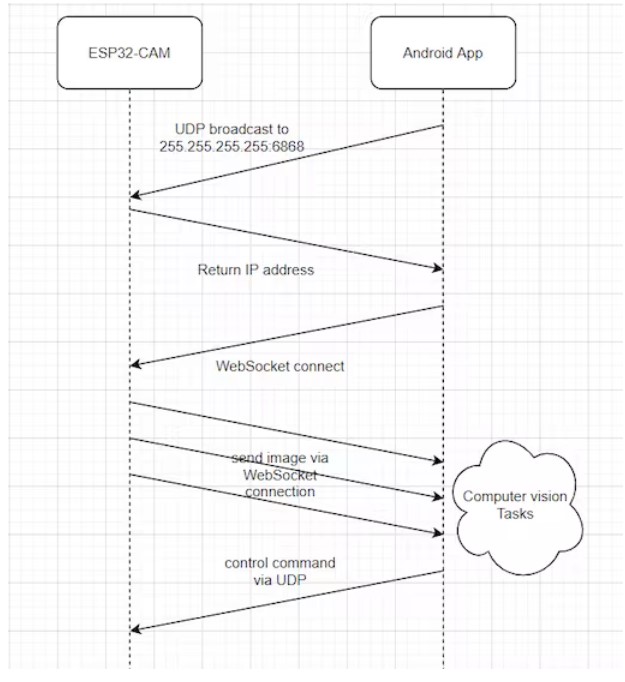 ESP32-CAM
Android App
UDP broadcast to
255.255.255.255:6868
Return IP address
WebSocket connect
send image via
WebSocket
connection
Computer vision
Tasks
control command
via UDP